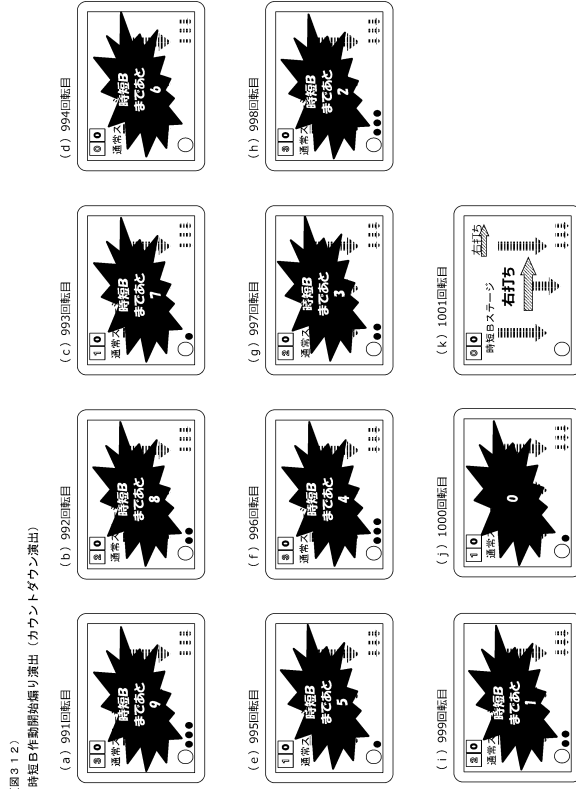 図３１２）
時短Ｂ作動開始煽り演出（カウントダウン演出）
(a) 991回転目
3 0
通常ス
時短B
まであと
9
(b) 992回転目
2 0
通常ス
時短B
まであと
8
(c) 993回転目
1 0
通常ス
時短B
まであと
7
(d) 994回転目
0 0
通常ス
時短B
まであと
6
(e) 995回転目
1 0
通常ス
時短B
まであと
5
(f) 996回転目
3 0
通常ス
時短B
まであと
4
(g) 997回転目
2 0
通常ス
時短B
まであと
3
(h) 998回転目
3 0
通常ス
時短B
まであと
2
(i) 999回転目
2 0
通常ス
時短B
まであと
1
(j) 1000回転目
1 0
通常ス
0
(k) 1001回転目
0 0
時短Bステージ
右打ち
右打ち